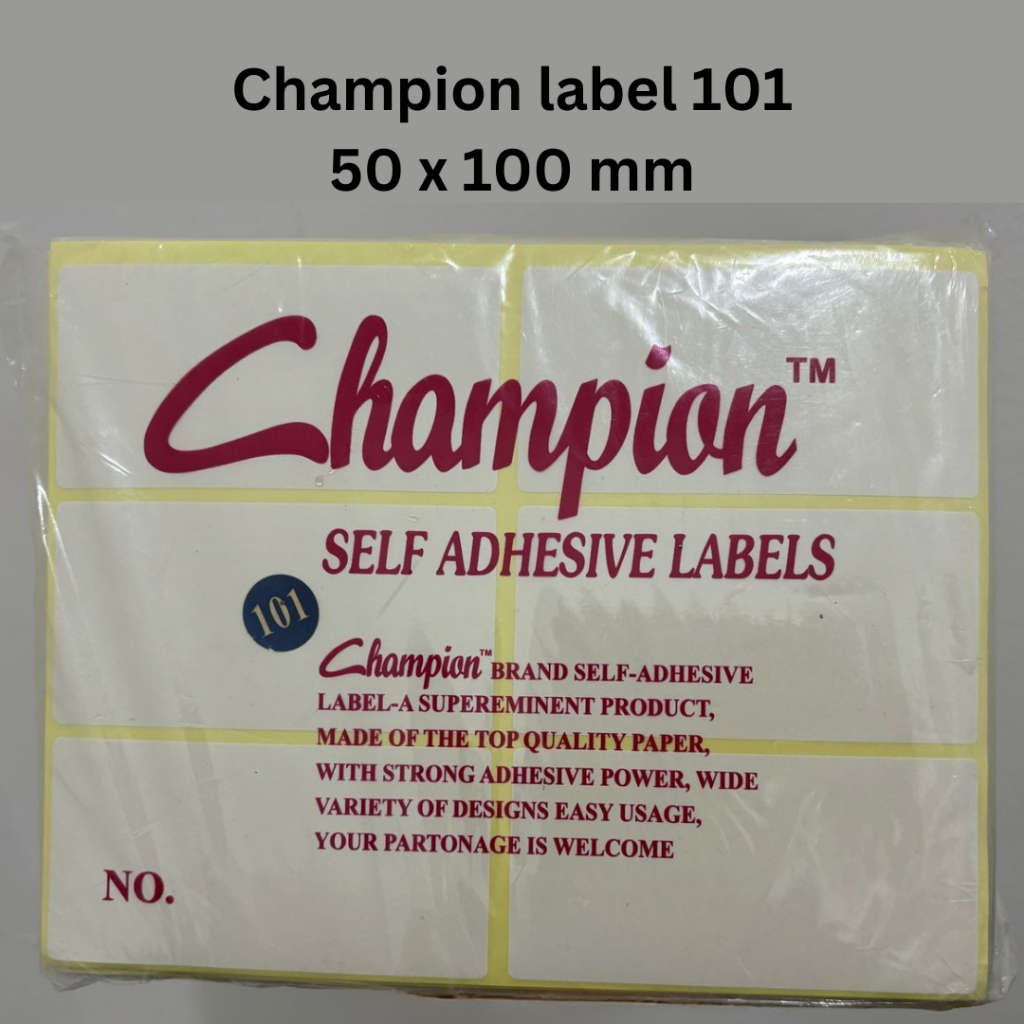 Champion label 101
50 x 100 mm
Champion™
SELF ADHESIVE LABELS
101
Champion™ BRAND SELF-ADHESIVE
LABEL-A SUPEREMINENT PRODUCT,
MADE OF THE TOP QUALITY PAPER,
WITH STRONG ADHESIVE POWER, WIDE
VARIETY OF DESIGNS EASY USAGE,
YOUR PARTONAGE IS WELCOME
NO.